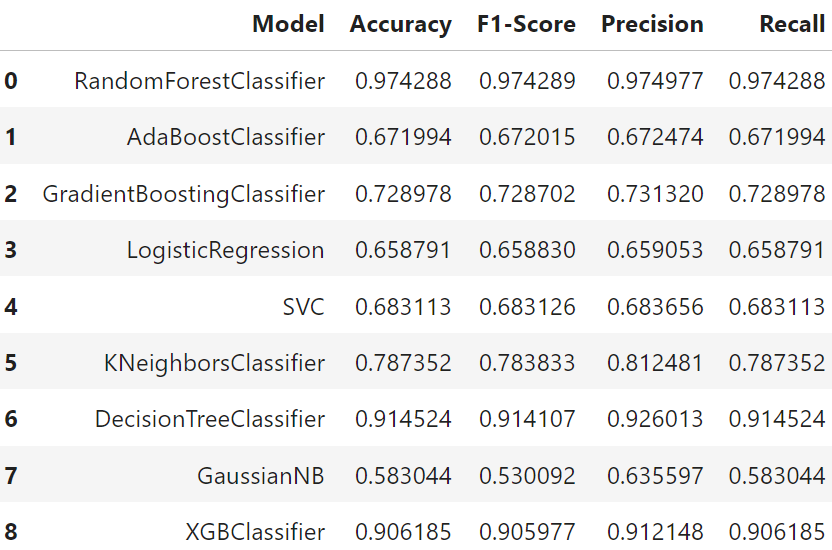 Model Accuracy F1-Score Precision Recall
0 RandomForestClassifier 0.974288 0.974289 0.974977 0.974288
1 AdaBoostClassifier 0.671994 0.672015 0.672474 0.671994
2 GradientBoostingClassifier 0.728978 0.728702 0.731320 0.728978
3 LogisticRegression 0.658791 0.658830 0.659053 0.658791
4 SVC 0.683113 0.683126 0.683656 0.683113
5 KNeighborsClassifier 0.787352 0.783833 0.812481 0.787352
6 DecisionTreeClassifier 0.914524 0.914107 0.926013 0.914524
7 GaussianNB 0.583044 0.530092 0.635597 0.583044
8 XGBClassifier 0.906185 0.905977 0.912148 0.906185